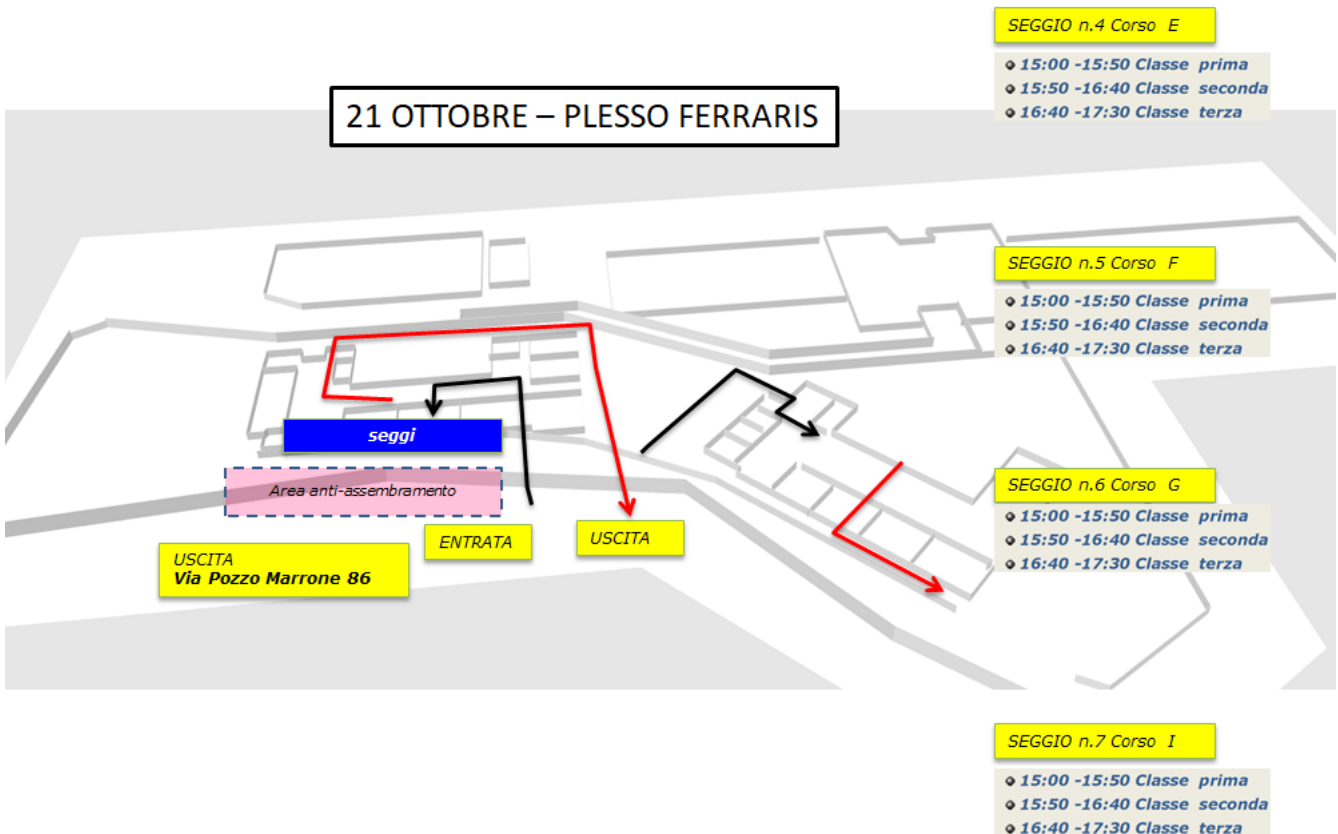 SEGGIO n.4 Corso E
15:00 -15:50 Classe prima
15:50 -16:40 Classe seconda
16:40 -17:30 Classe terza
21 OTTOBRE – PLESSO FERRARIS
SEGGIO n.5 Corso F
15:00 -15:50 Classe prima
15:50 -16:40 Classe seconda
16:40 -17:30 Classe terza
seggi
Area anti-assembramento
ENTRATA
USCITA
USCITA
Via Pozzo Marrone 86
SEGGIO n.6 Corso G
15:00 -15:50 Classe prima
15:50 -16:40 Classe seconda
16:40 -17:30 Classe terza
SEGGIO n.7 Corso I
15:00 -15:50 Classe prima
15:50 -16:40 Classe seconda
16:40 -17:30 Classe terza